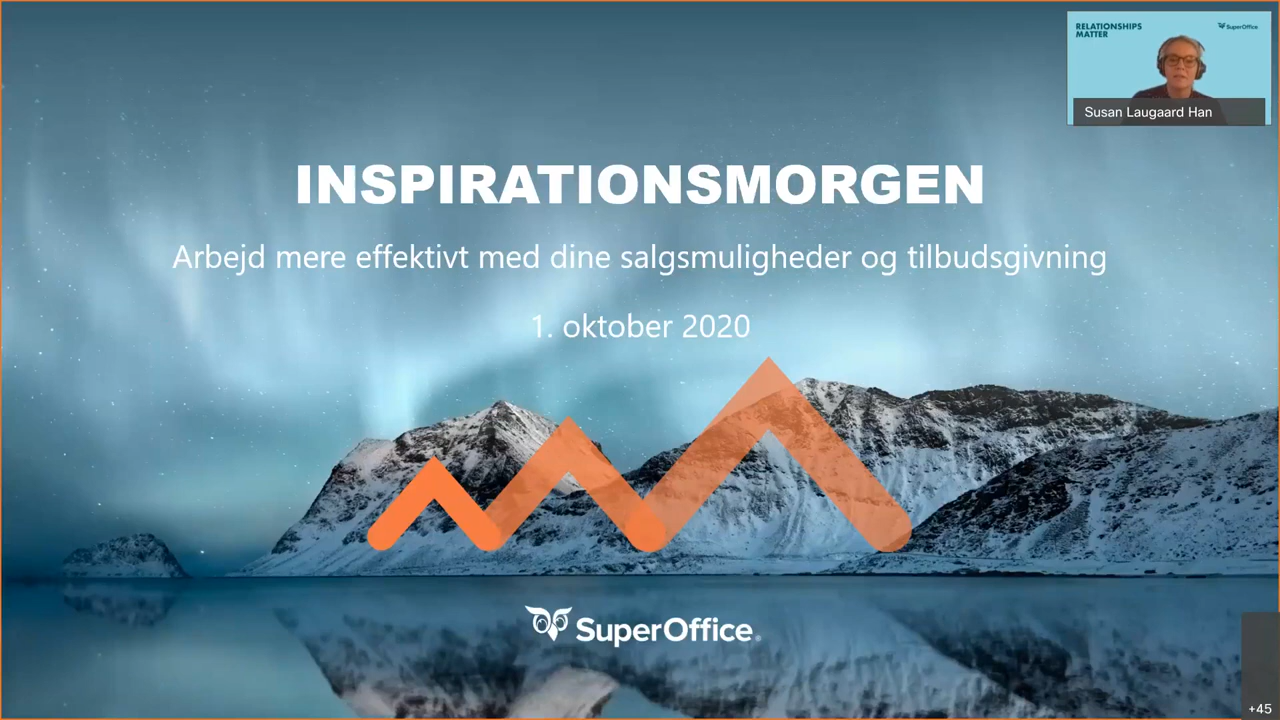 RELATIONSHIPS
MATTER
SuperOffice
Susan Laugaard Han
INSPIRATIONSMORGEN
Arbejd mere effektivt med dine salgsmuligheder og tilbudsgivning
1. oktober 2020
SuperOffice®
+45